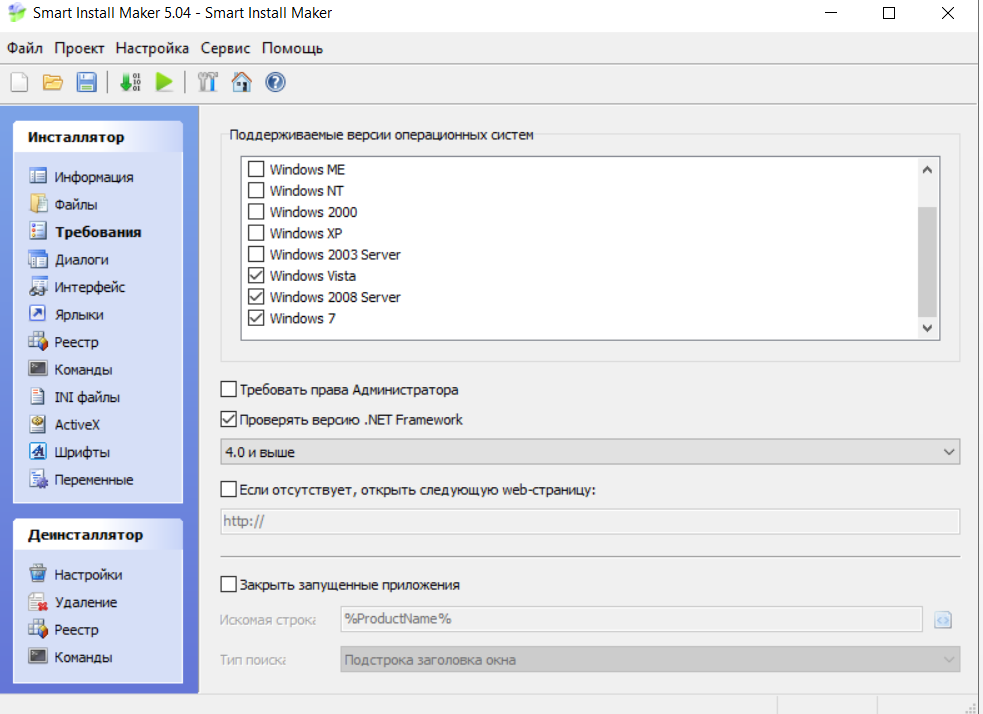 Smart Install Maker 5.04 - Smart Install Maker
Файл Проект Настройка Сервис Помощь
Инсталлятор
Информация
Файлы
Требования
Диалоги
Интерфейс
Ярлыки
Реестр
Команды
INI файлы
ActiveX
Шрифты
Переменные
Деинсталлятор
Настройки
Удаление
Реестр
Команды
Поддерживаемые версии операционных систем
Windows ME
Windows NT
Windows 2000
Windows XP
Windows 2003 Server
Windows Vista
Windows 2008 Server
Windows 7
Требовать права Администратора
Проверять версию .NET Framework
4.0 и выше
Если отсутствует, открыть следующую web-страницу:
http://
Закрыть запущенные приложения
Искомая строка
%ProductName%
Тип поиска
Подстрока заголовка окна